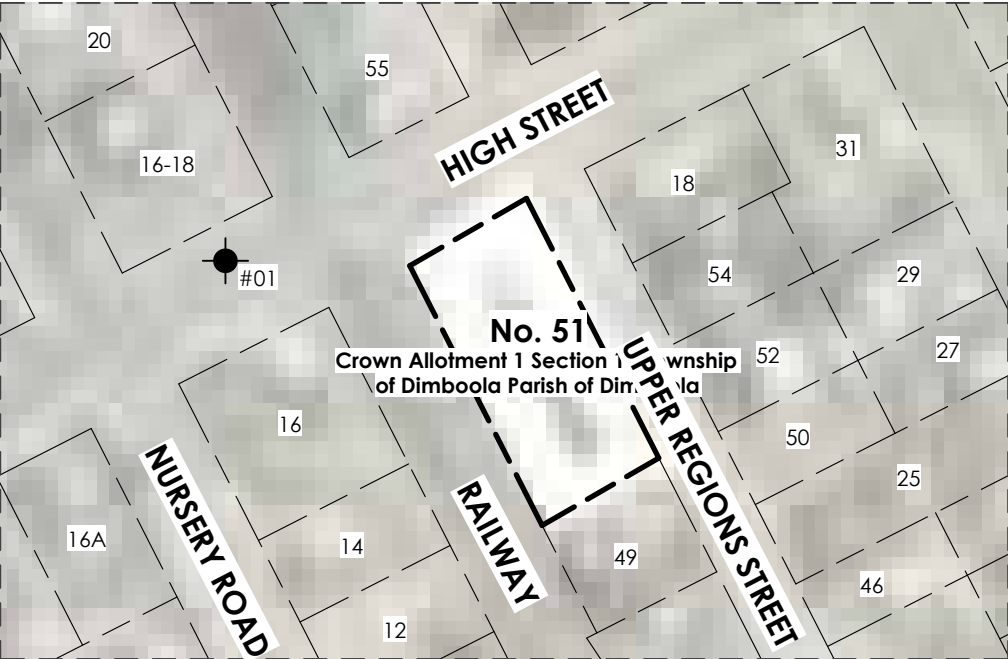 20
55
16-18
HIGH STREET
31
18
#01
54
29
No. 51
Crown Allotment 1 Section 1 ownship
of Dimboola Parish of Dim ola
52
27
UPPER REGIONS STREET
16
50
25
NURSERY ROAD
RAILWAY
16A
14
49
46
12